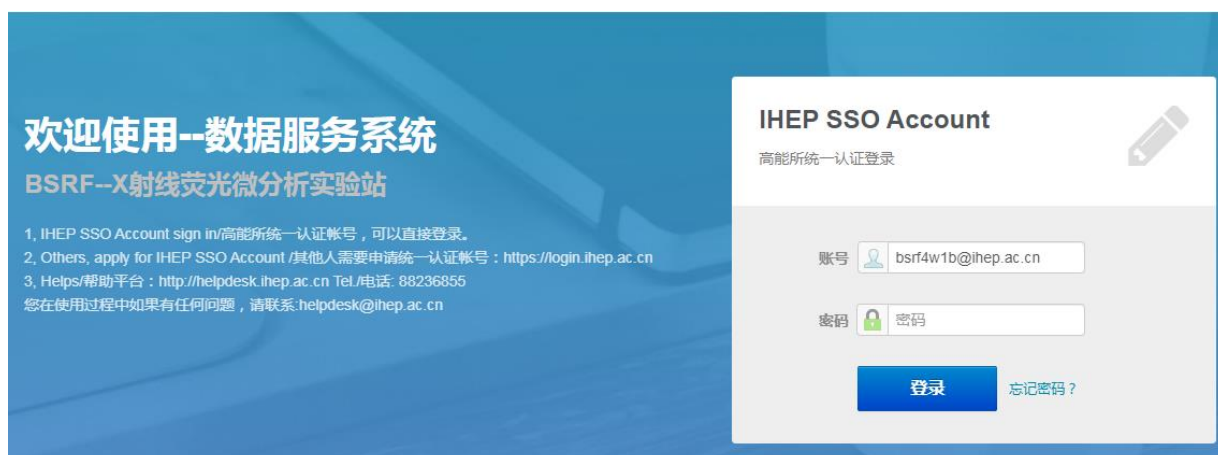 欢迎使用--数据服务系统
BSRF--X射线荧光微分析实验站
1, IHEP SSO Account sign in/高能所统一认证帐号，可以直接登录。
2, Others, apply for IHEP SSO Account /其他人需要申请统一认证帐号：https://login.ihep.ac.cn
3, Helps/帮助平台：http://helpdesk.ihep.ac.cn Tel./电话: 88236855
您在使用过程中如果有任何问题，请联系:helpdesk@ihep.ac.cn
IHEP SSO Account
高能所统一认证登录
账号 bsrf4w1b@ihep.ac.cn
密码 密码
登录 忘记密码？